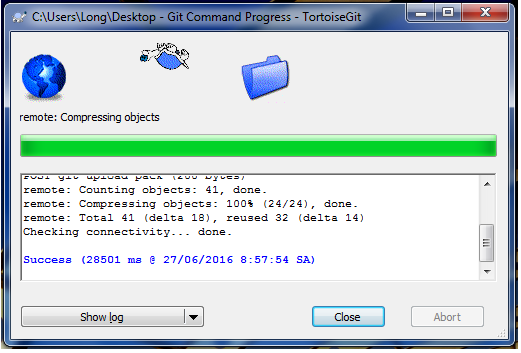 C:\Users\Long\Desktop - Git Command Progress - TortoiseGit
remote: Compressing objects
POST git upload pack (200 bytes)
remote: Counting objects: 41, done.
remote: Compressing objects: 100% (24/24), done.
remote: Total 41 (delta 18), reused 32 (delta 14)
Checking connectivity... done.
Success (28501 ms @ 27/06/2016 8:57:54 SA)
Show log
Close
Abort